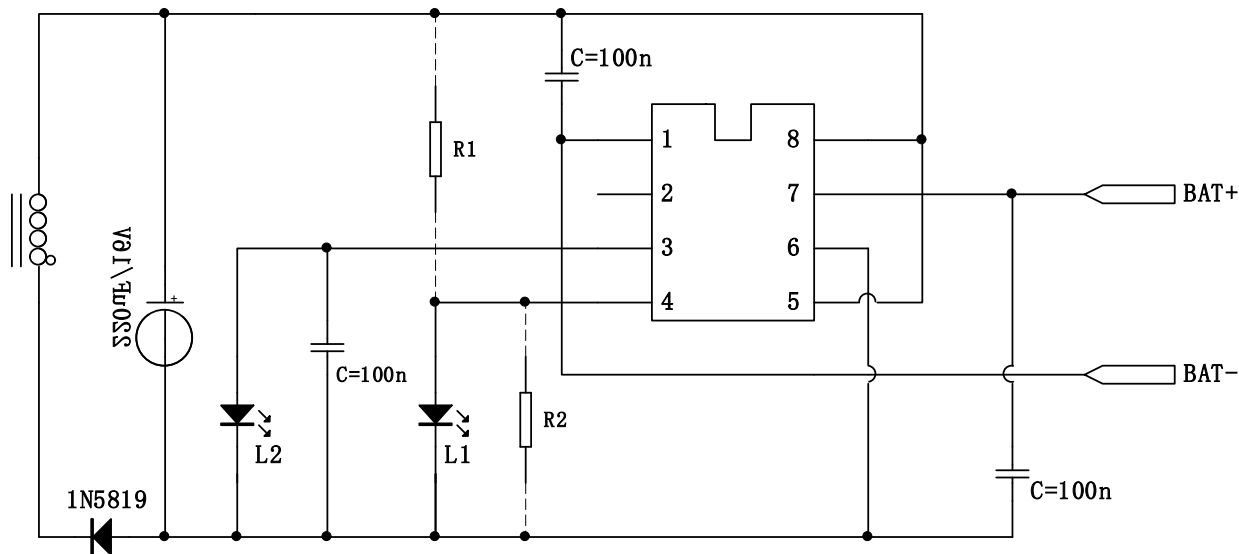 C=100n
R1
1
8
2
7
BAT+
3
6
4
5
220uF/16V
+
C=100n
BAT-
R2
L2
L1
1N5819
C=100n